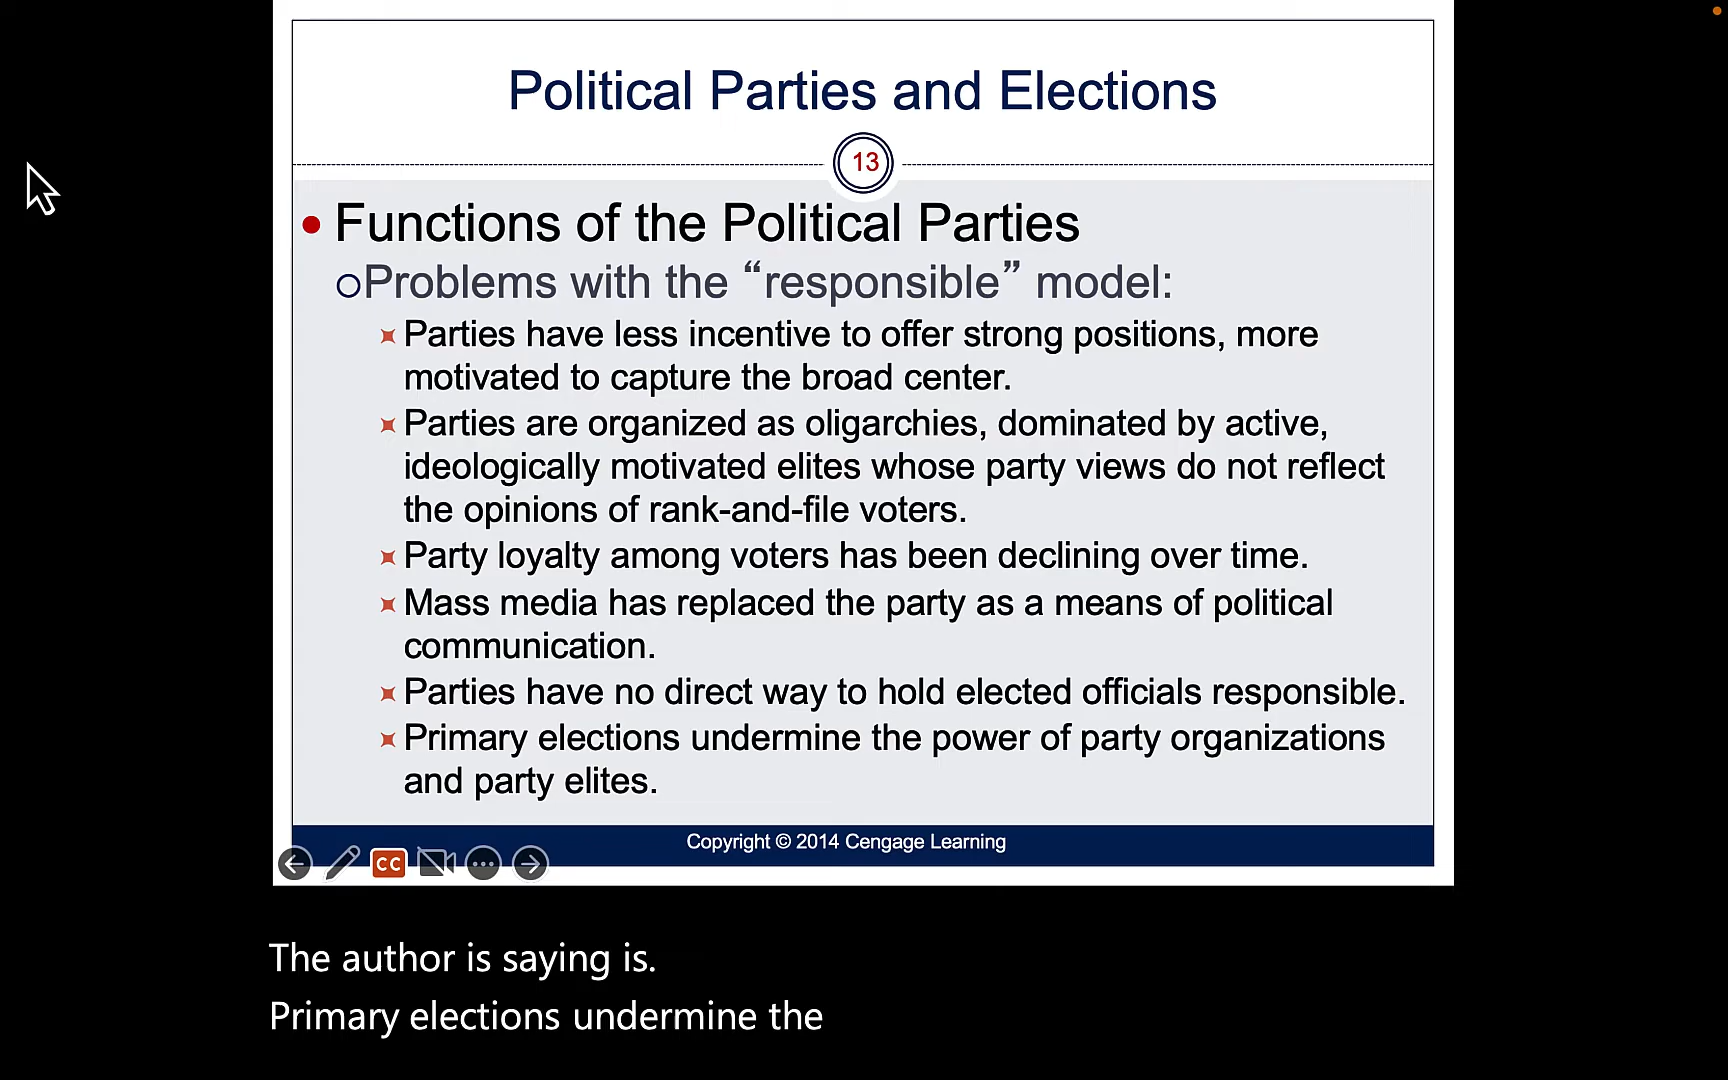 Political Parties and Elections
13
Functions of the Political Parties
Problems with the “responsible” model:
Parties have less incentive to offer strong positions, more
motivated to capture the broad center.
Parties are organized as oligarchies, dominated by active,
ideologically motivated elites whose party views do not reflect
the opinions of rank-and-file voters.
Party loyalty among voters has been declining over time.
Mass media has replaced the party as a means of political
communication.
Parties have no direct way to hold elected officials responsible.
Primary elections undermine the power of party organizations
and party elites.
Copyright © 2014 Cengage Learning
CC
The author is saying is.
Primary elections undermine the